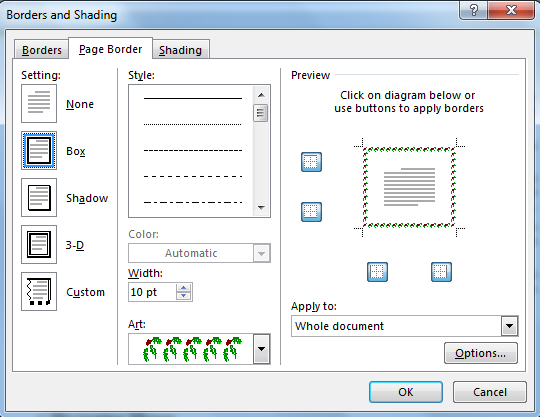 Borders and Shading
?
Borders
Page Border
Shading
Setting:
None
Box
Shadow
3-D
Custom
Style:
Color:
Automatic
Width:
10 pt
Art:
Preview
Click on diagram below or
use buttons to apply borders
Apply to:
Whole document
Options...
OK
Cancel